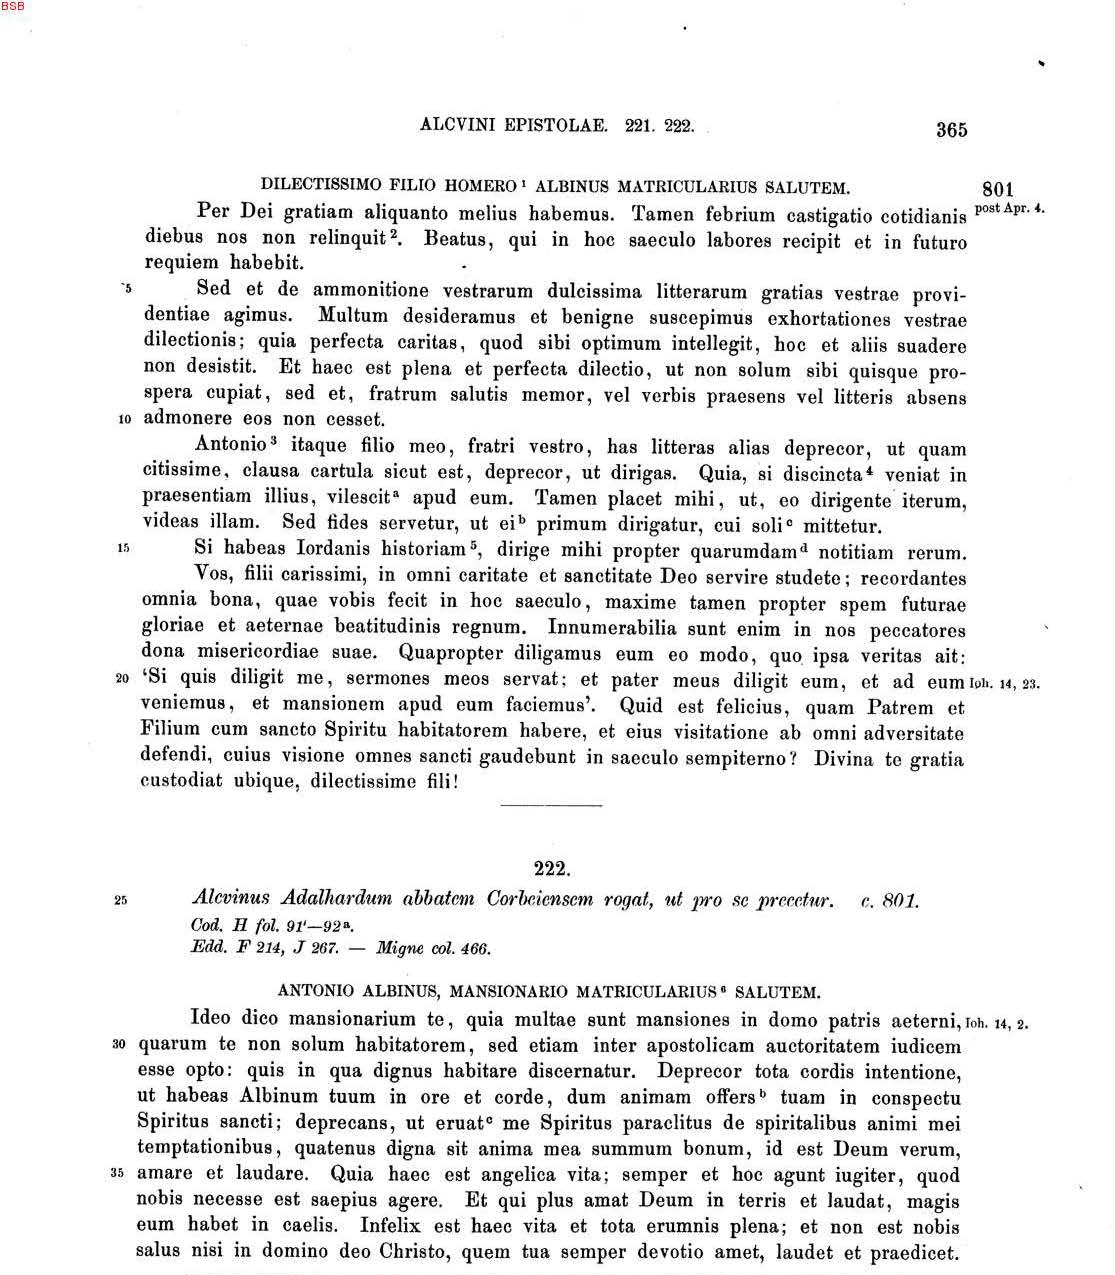 BSB
ALCVINI EPISTOLAE. 221. 222.
365
DILECTISSIMO FILIO HOMERO¹ ALBINUS MATRICULARIUS SALUTEM.
801
Per Dei gratiam aliquanto melius habemus. Tamen febrium castigatio cotidianis post Apr. 4.
diebus nos non relinquit². Beatus, qui in hoc saeculo labores recipit et in futuro
requiem habebit.
5 Sed et de ammonitione vestrarum dulcissima litterarum gratias vestrae provi-
dentiae agimus. Multum desideramus et benigne suscepimus exhortationes vestrae
dilectionis; quia perfecta caritas, quod sibi optimum intellegit, hoc et aliis suadere
non desistit. Et haec est plena et perfecta dilectio, ut non solum sibi quisque pro-
spera cupiat, sed et, fratrum salutis memor, vel verbis praesens vel litteris absens
10 admonere eos non cesset.
Antonio³ itaque filio meo, fratri vestro, has litteras alias deprecor, ut quam
citissime, clausa cartula sicut est, deprecor, ut dirigas. Quia, si discincta⁴ veniat in
praesentiam illius, vilescitᵃ apud eum. Tamen placet mihi, ut, eo dirigente iterum,
videas illam. Sed fides servetur, ut eiᵇ primum dirigatur, cui soliᶜ mittetur.
15 Si habeas Iordanis historiam⁵, dirige mihi propter quarumdamᵈ notitiam rerum.
Vos, filii carissimi, in omni caritate et sanctitate Deo servire studete; recordantes
omnia bona, quae vobis fecit in hoc saeculo, maxime tamen propter spem futurae
gloriae et aeternae beatitudinis regnum. Innumerabilia sunt enim in nos peccatores
dona misericordiae suae. Quapropter diligamus eum eo modo, quo ipsa veritas ait:
20 ‘Si quis diligit me, sermones meos servat; et pater meus diligit eum, et ad eum Ioh. 14, 23.
veniemus, et mansionem apud eum faciemus’. Quid est felicius, quam Patrem et
Filium cum sancto Spiritu habitatorem habere, et eius visitatione ab omni adversitate
defendi, cuius visione omnes sancti gaudebunt in saeculo sempiterno? Divina te gratia
custodiat ubique, dilectissime fili!
222.
25 Alcvinus Adalhardum abbatem Corbeiensem rogat, ut pro se precetur. c. 801.
Cod. H fol. 91'—92ᵃ.
Edd. F 214, J 267. — Migne col. 466.
ANTONIO ALBINUS, MANSIONARIO MATRICULARIUS⁶ SALUTEM.
Ideo dico mansionarium te, quia multae sunt mansiones in domo patris aeterni, Ioh. 14, 2.
30 quarum te non solum habitatorem, sed etiam inter apostolicam auctoritatem iudicem
esse opto: quis in qua dignus habitare discernatur. Deprecor tota cordis intentione,
ut habeas Albinum tuum in ore et corde, dum animam offersᵇ tuam in conspectu
Spiritus sancti; deprecans, ut eruatᶜ me Spiritus paraclitus de spiritalibus animi mei
temptationibus, quatenus digna sit anima mea summum bonum, id est Deum verum,
35 amare et laudare. Quia haec est angelica vita; semper et hoc agunt iugiter, quod
nobis necesse est saepius agere. Et qui plus amat Deum in terris et laudat, magis
eum habet in caelis. Infelix est haec vita et tota erumnis plena; et non est nobis
salus nisi in domino deo Christo, quem tua semper devotio amet, laudet et praedicet.